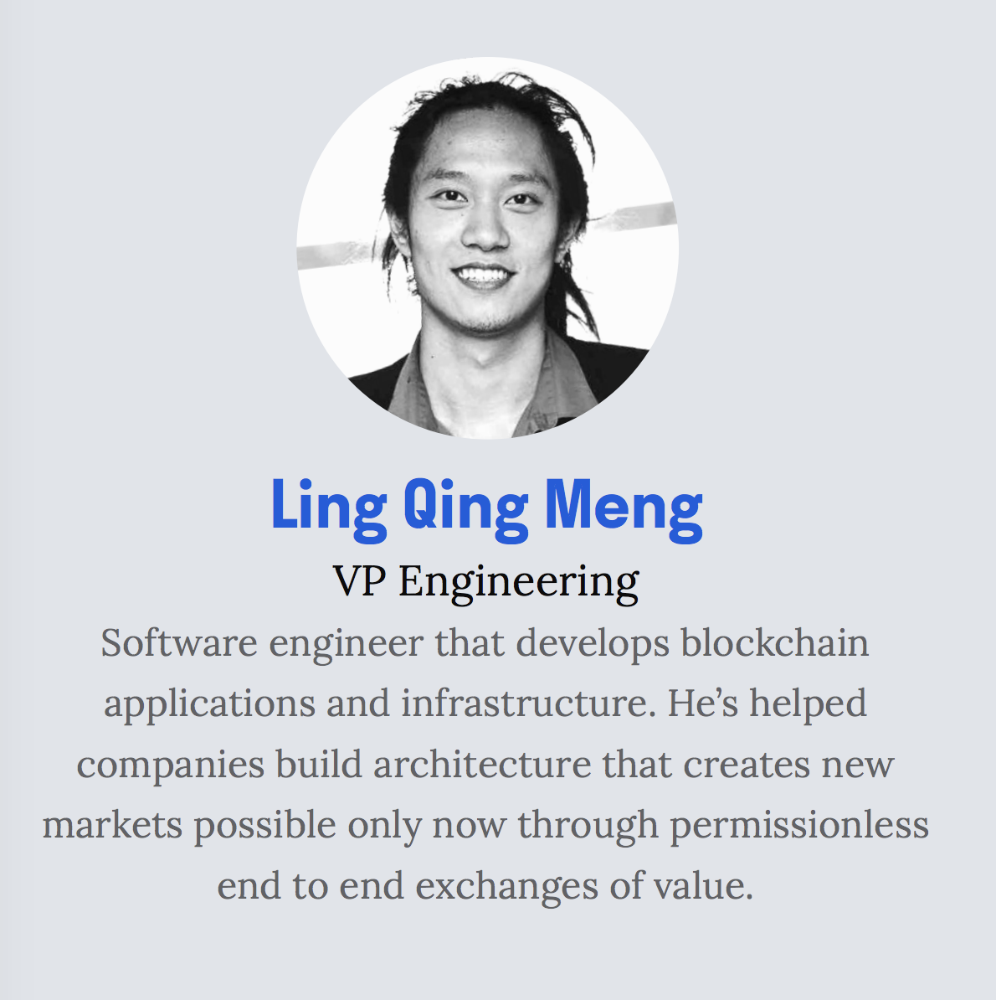 Ling Qing Meng
VP Engineering
Software engineer that develops blockchain
applications and infrastructure. He’s helped
companies build architecture that creates new
markets possible only now through permissionless
end to end exchanges of value.